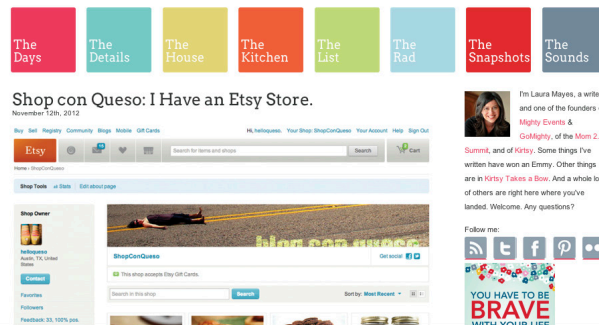 The Days
The Details
The House
The Kitchen
The List
The Rad
The Snapshots
The Sounds
Shop con Queso: I Have an Etsy Store.
November 12th, 2012
Buy Sell Registry Community Blogs Mobile Gift Cards
Hi, helloqueso. Your Shop: ShopConQueso Your Account Help Sign Out
Etsy
Search for items and shops
Search
Cart
Home › ShopConQueso
Shop Tools Stats Edit about page
Shop Owner
helloqueso
Austin, TX, United
States
Contact
Favorites
Followers
Feedback: 33, 100% pos.
blog con queso
ShopConQueso
Get social
This shop accepts Etsy Gift Cards.
Search in this shop
Search
Sort by: Most Recent
I'm Laura Mayes, a write
and one of the founders
Mighty Events &
GoMighty, of the Mom 2.
Summit, and of Kirtsy. Some things I've
written have won an Emmy. Other things
are in Kirtsy Takes a Bow. And a whole lo
of others are right here where you've
landed. Welcome. Any questions?
Follow me:
YOU HAVE TO BE
BRAVE
WITH YOUR LIFE